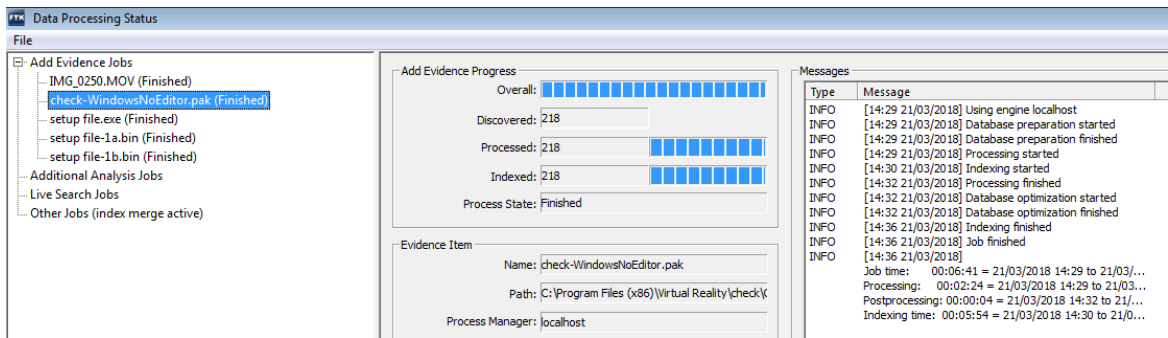 FTK Data Processing Status
File
Add Evidence Jobs
IMG_0250.MOV (Finished)
check-WindowsNoEditor.pak (Finished)
setup file.exe (Finished)
setup file-1a.bin (Finished)
setup file-1b.bin (Finished)
Additional Analysis Jobs
Live Search Jobs
Other Jobs (index merge active)
Add Evidence Progress
Overall:
Discovered: 218
Processed: 218
Indexed: 218
Process State: Finished
Evidence Item
Name: check-WindowsNoEditor.pak
Path: C:\Program Files (x86)\Virtual Reality\check\
Process Manager: localhost
Messages
Type Message
INFO [14:29 21/03/2018] Using engine localhost
INFO [14:29 21/03/2018] Database preparation started
INFO [14:29 21/03/2018] Database preparation finished
INFO [14:29 21/03/2018] Processing started
INFO [14:30 21/03/2018] Indexing started
INFO [14:32 21/03/2018] Processing finished
INFO [14:32 21/03/2018] Database optimization started
INFO [14:32 21/03/2018] Database optimization finished
INFO [14:36 21/03/2018] Indexing finished
INFO [14:36 21/03/2018] Job finished
INFO [14:36 21/03/2018]
Job time: 00:06:41 = 21/03/2018 14:29 to 21/03/...
Processing: 00:02:24 = 21/03/2018 14:29 to 21/03...
Postprocessing: 00:00:04 = 21/03/2018 14:32 to 21/...
Indexing time: 00:05:54 = 21/03/2018 14:30 to 21/0...